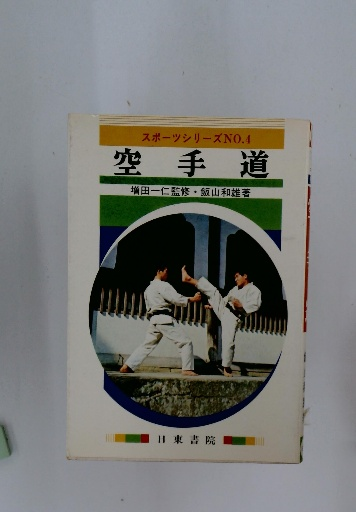 スポーツシリーズNO.4
空手道
増田一仁監修・飯山和雄著
日東書院